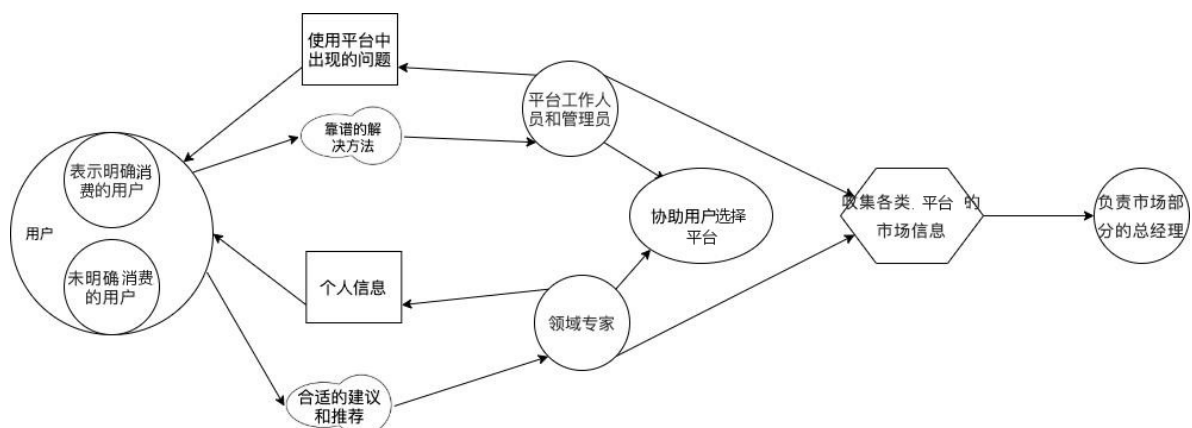 使用平台中
出现的问题
平台工作人
员和管理员
靠谱的解
决方法
表示明确消
费的用户
用户
未明确消费
的用户
协助用户选择
平台
收集各类.平台 的
市场信息
负责市场部
分的总经理
个人信息
领域专家
合适的建议
和推荐